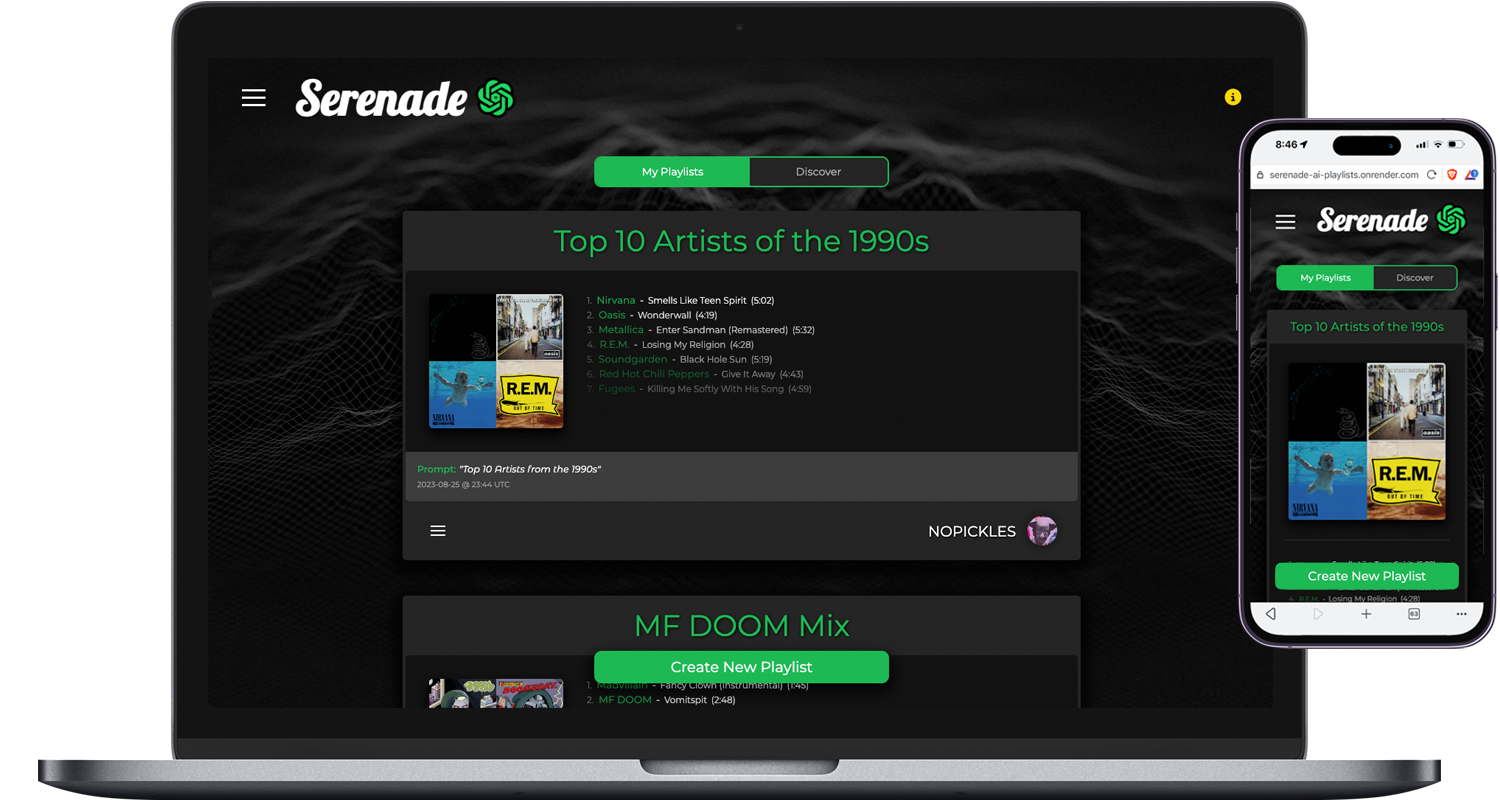 Serenade
My Playlists
Discover
Top 10 Artists of the 1990s
1. Nirvana - Smells Like Teen Spirit (5:02)
2. Oasis - Wonderwall (4:19)
3. Metallica - Enter Sandman (Remastered) (5:32)
4. R.E.M. - Losing My Religion (4:28)
5. Soundgarden - Black Hole Sun (5:19)
6. Red Hot Chili Peppers - Give It Away (4:43)
7. Fugees - Killing Me Softly With His Song (4:59)
oasis
NIRVANA
R.E.M.
OUT OF TIME
Prompt: "Top 10 Artists from the 1990s"
2023-08-25 @ 23:44 UTC
NOPICKLES
MF DOOM Mix
Create New Playlist
1. Madvillain - Fancy Clown (Instrumental) (1:45)
2. MF DOOM - Vomitspit (2:48)
8:46
serenade-ai-playlists.onrender.com
Serenade
My Playlists
Discover
Top 10 Artists of the 1990s
oasis
NIRVANA
R.E.M.
OUT OF TIME
Create New Playlist
4. R.E.M. - Losing My Religion (4:28)
63